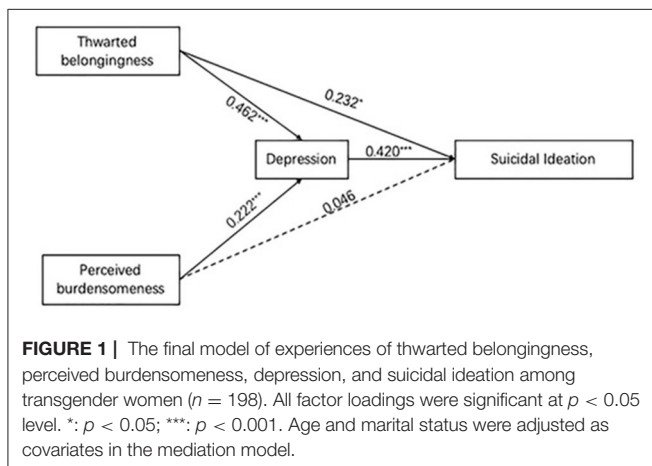 Thwarted
belongingness
0.232*
0.462***
Depression
0.420***
Suicidal Ideation
0.222***
0.046
Perceived
burdensomeness
FIGURE 1 | The final model of experiences of thwarted belongingness,
perceived burdensomeness, depression, and suicidal ideation among
transgender women (n = 198). All factor loadings were significant at p < 0.05
level. *: p < 0.05; ***: p < 0.001. Age and marital status were adjusted as
covariates in the mediation model.